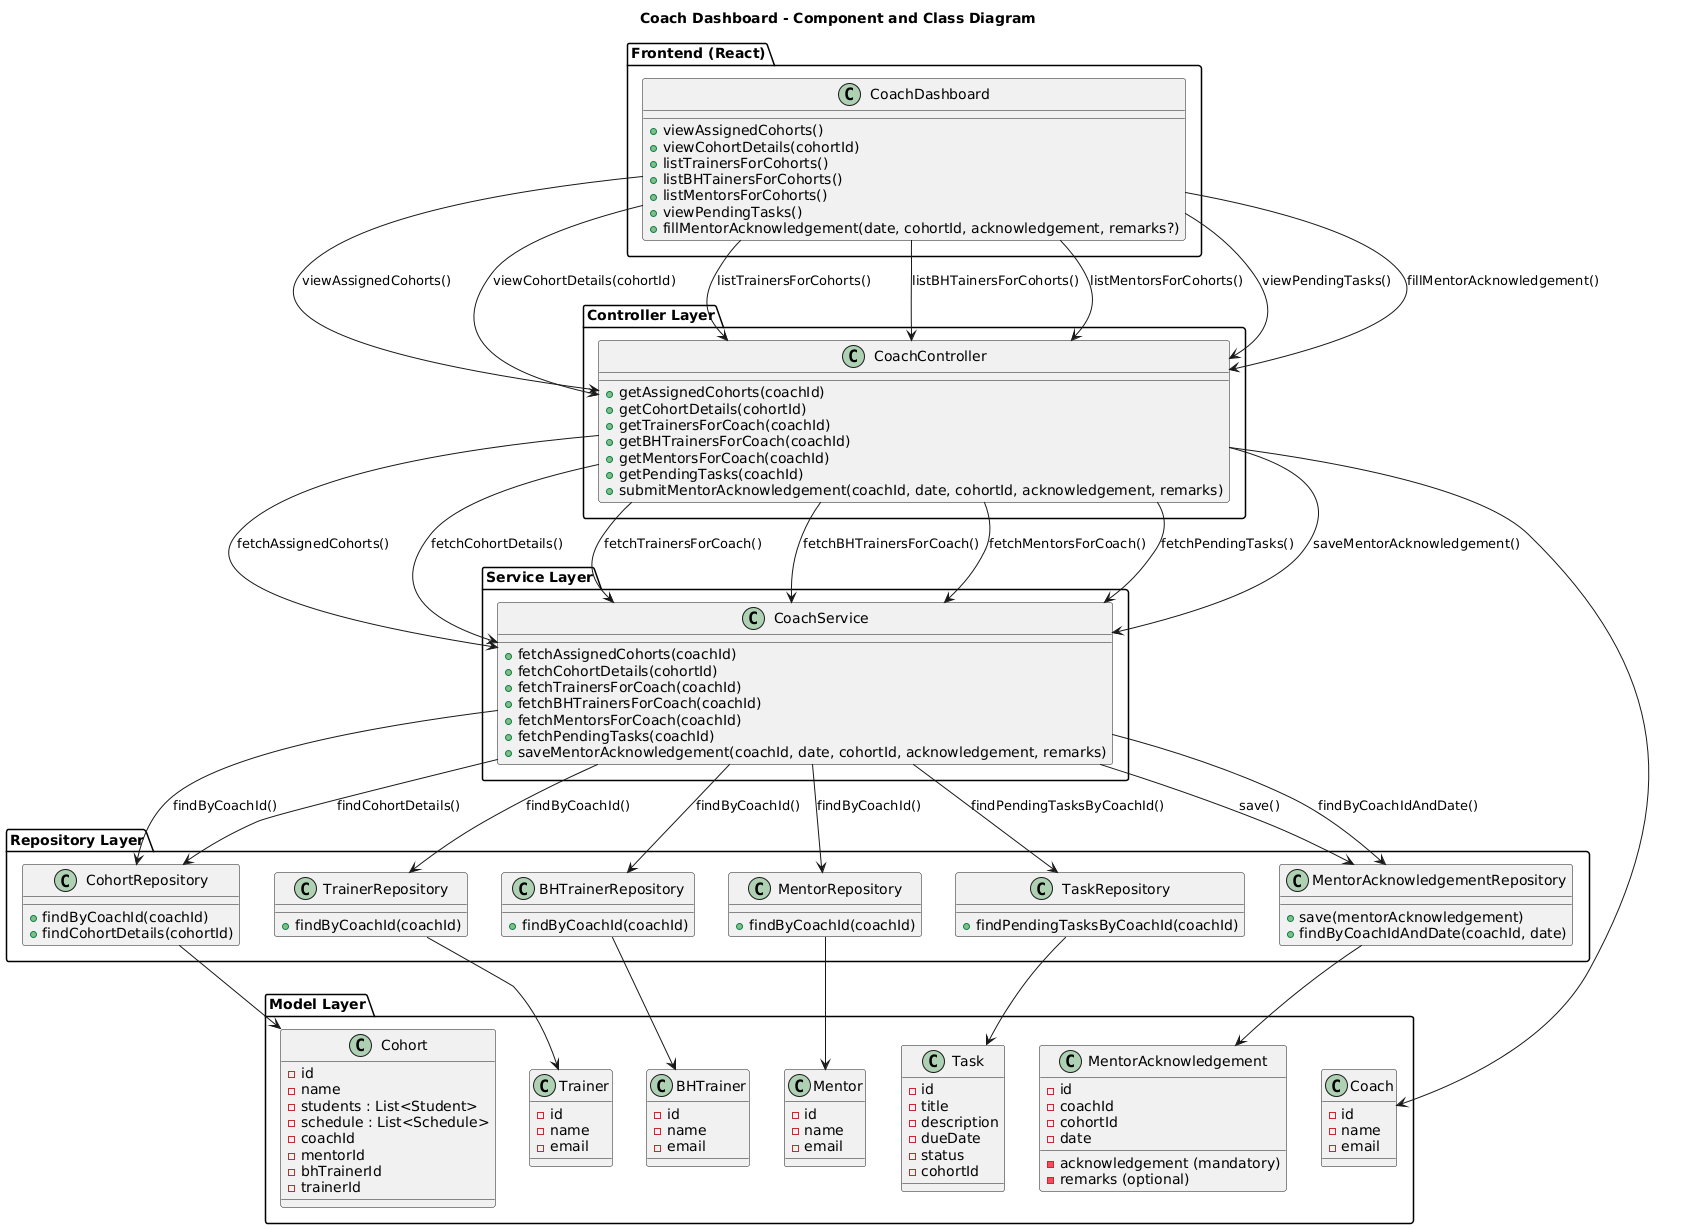 Coach Dashboard - Component and Class Diagram
Frontend (React)
C CoachDashboard
viewAssignedCohorts()
viewCohortDetails(cohortId)
listTrainersForCohorts()
listBHTainersForCohorts()
listMentorsForCohorts()
viewPendingTasks()
fillMentorAcknowledgement(date, cohortId, acknowledgement, remarks?)
viewAssignedCohorts()
viewCohortDetails(cohortId)
listTrainersForCohorts()
listBHTainersForCohorts()
listMentorsForCohorts()
viewPendingTasks()
fillMentorAcknowledgement()
Controller Layer
C CoachController
getAssignedCohorts(coachId)
getCohortDetails(cohortId)
getTrainersForCoach(coachId)
getBHTrainersForCoach(coachId)
getMentorsForCoach(coachId)
getPendingTasks(coachId)
submitMentorAcknowledgement(coachId, date, cohortId, acknowledgement, remarks)
fetchAssignedCohorts()
fetchCohortDetails()
fetchTrainersForCoach()
fetchBHTrainersForCoach()
fetchMentorsForCoach()
fetchPendingTasks()
saveMentorAcknowledgement()
Service Layer
C CoachService
fetchAssignedCohorts(coachId)
fetchCohortDetails(cohortId)
fetchTrainersForCoach(coachId)
fetchBHTrainersForCoach(coachId)
fetchMentorsForCoach(coachId)
fetchPendingTasks(coachId)
saveMentorAcknowledgement(coachId, date, cohortId, acknowledgement, remarks)
findByCoachId()
findCohortDetails()
findByCoachId()
findByCoachId()
findByCoachId()
findPendingTasksByCoachId()
save()
findByCoachIdAndDate()
Repository Layer
C CohortRepository
findByCoachId(coachId)
findCohortDetails(cohortId)
C TrainerRepository
findByCoachId(coachId)
C BHTrainerRepository
findByCoachId(coachId)
C MentorRepository
findByCoachId(coachId)
C TaskRepository
findPendingTasksByCoachId(coachId)
C MentorAcknowledgementRepository
save(mentorAcknowledgement)
findByCoachIdAndDate(coachId, date)
Model Layer
C Cohort
id
name
students : List<Student>
schedule : List<Schedule>
coachId
mentorId
bhTrainerId
trainerId
C Trainer
id
name
email
C BHTrainer
id
name
email
C Mentor
id
name
email
C Task
id
title
description
dueDate
status
cohortId
C MentorAcknowledgement
id
coachId
cohortId
date
acknowledgement (mandatory)
remarks (optional)
C Coach
id
name
email